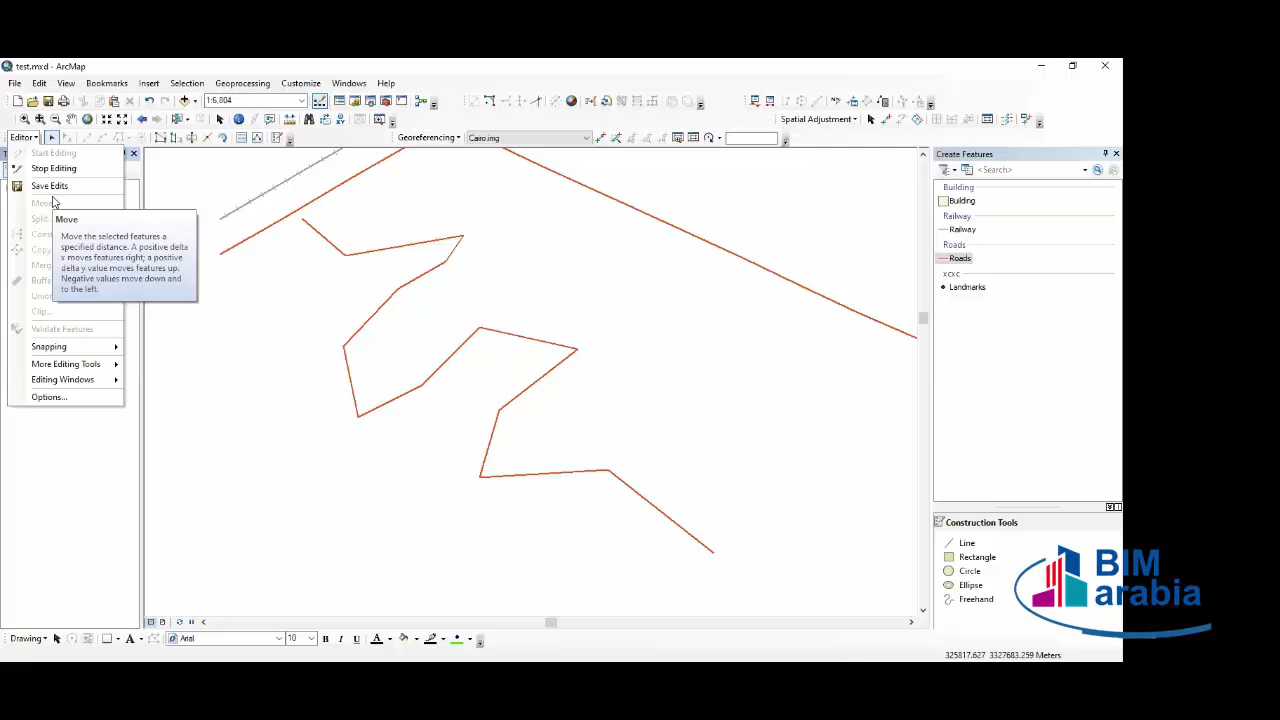 test.mxd - ArcMap
File Edit View Bookmarks Insert Selection Geoprocessing Customize Windows Help
1:6,804
Spatial Adjustment
Editor
Georeferencing
Cairo.img
Start Editing
Stop Editing
Save Edits
Move
Split
Merg
Clip...
Validate Features
Snapping
More Editing Tools
Editing Windows
Options...
Move
Move the selected features a
specified distance. A positive delta
x moves features right; a positive
delta y value moves features up.
Negative values move down and
to the left.
Create Features
<Search>
Building
Building
Railway
Railway
Roads
Roads
xcxc
Landmarks
Construction Tools
Line
Rectangle
Circle
Ellipse
Freehand
BIM
arabia
Drawing
Arial
10
B I U A
325817.627 3327683.259 Meters